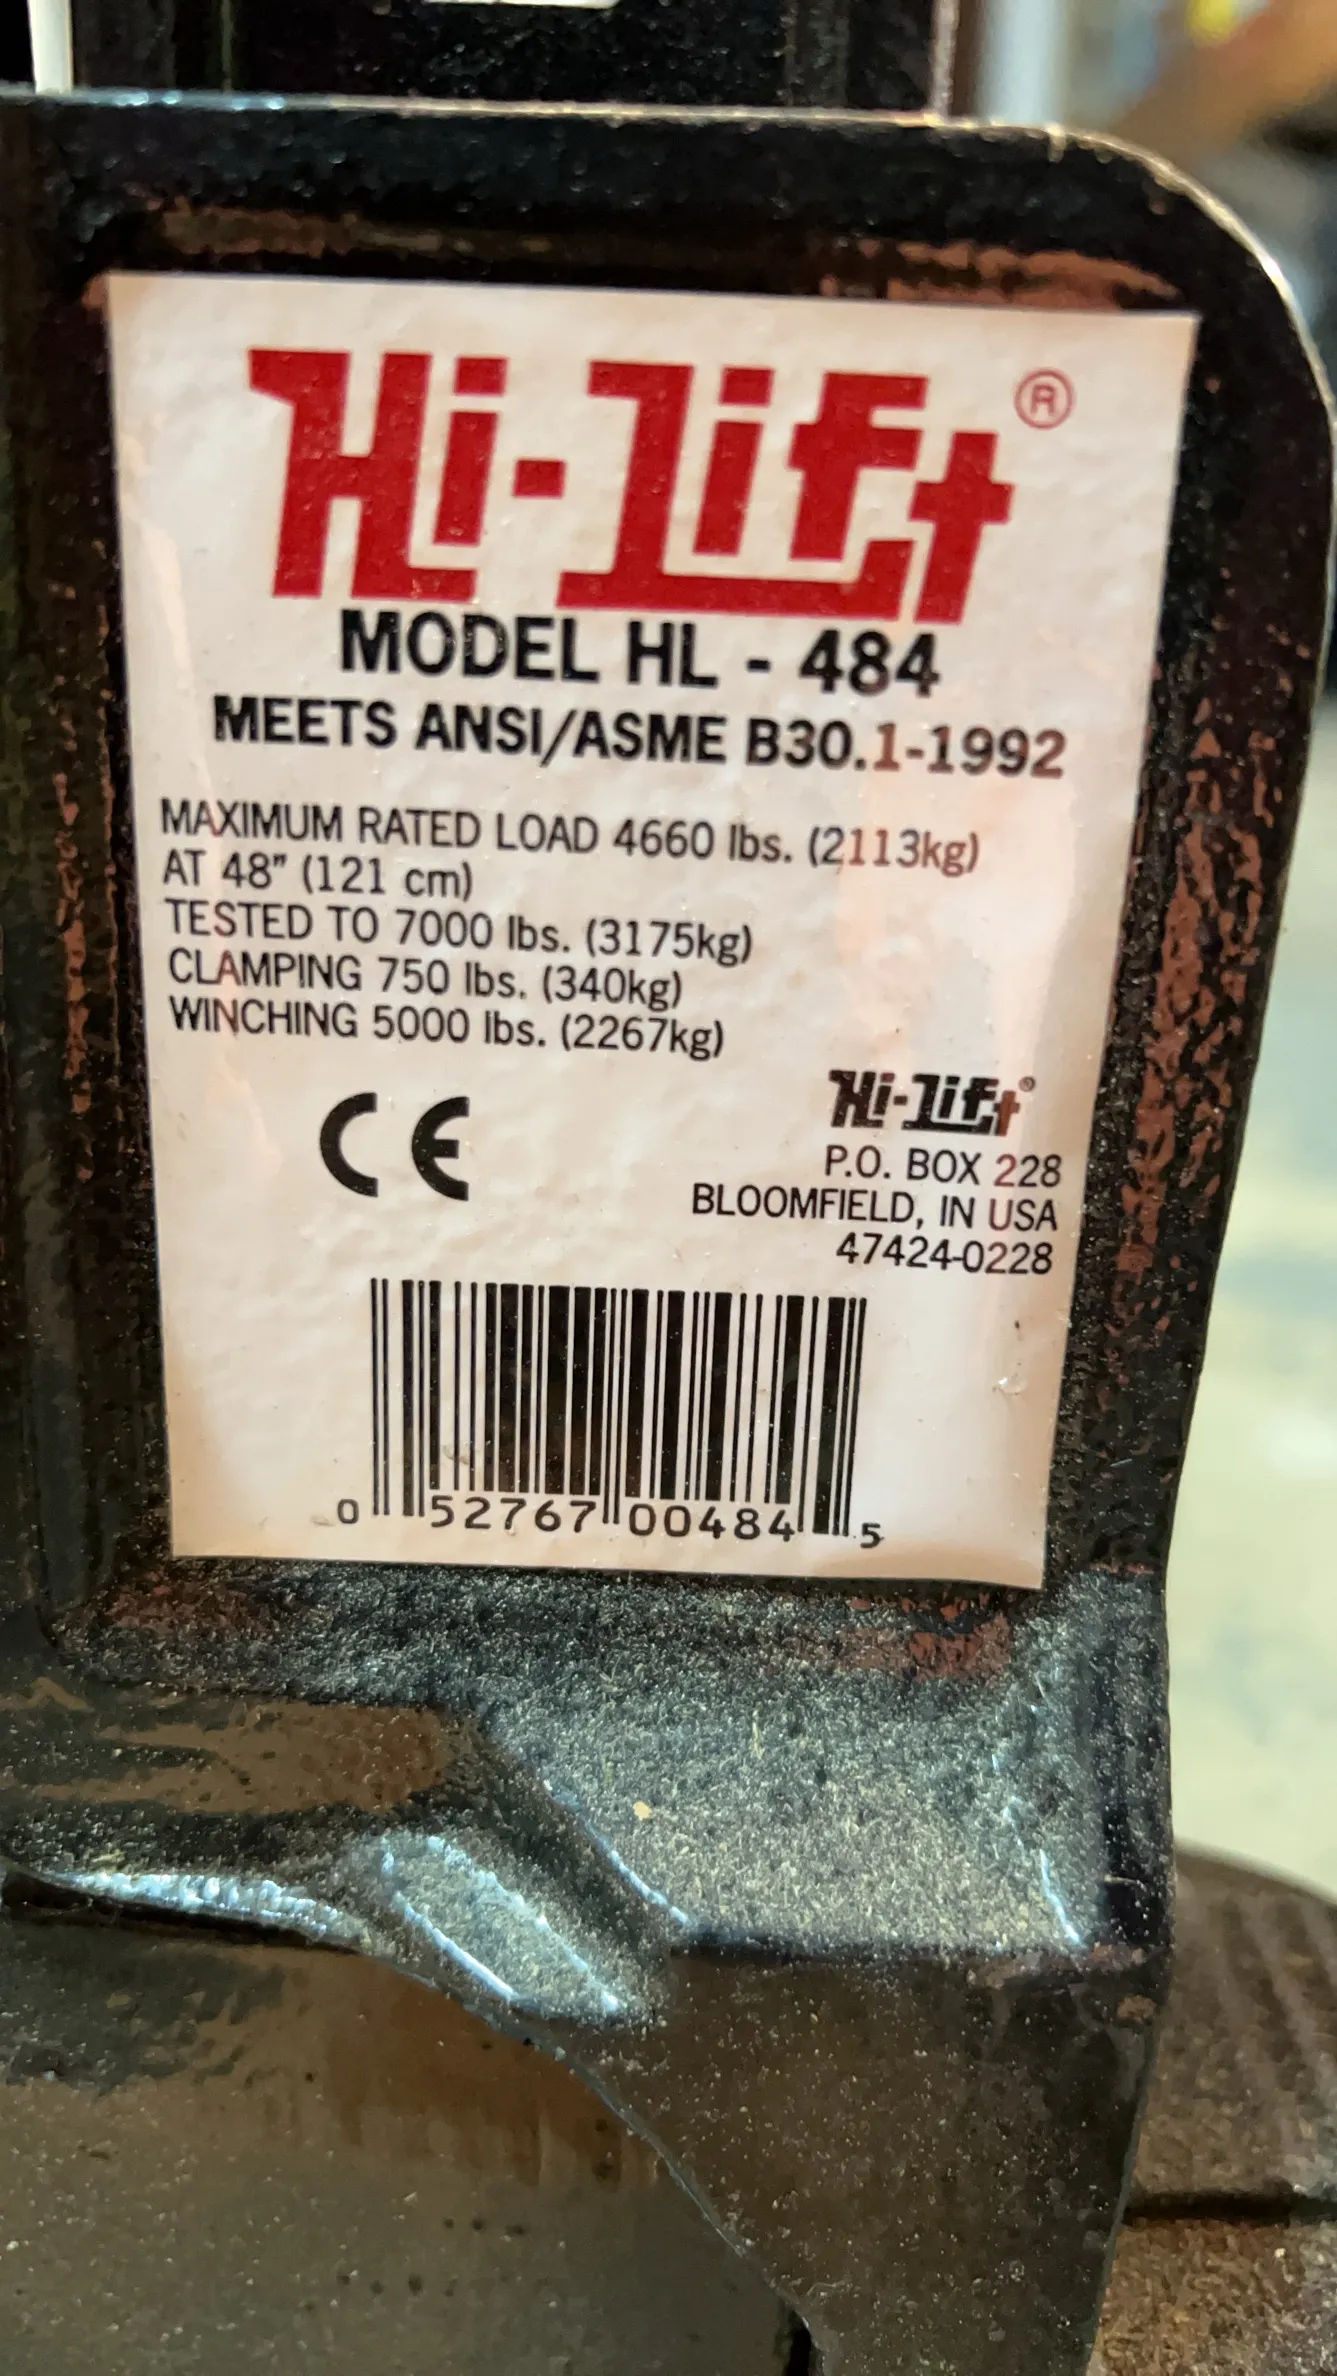 Hi-Lift®
MODEL HL - 484
MEETS ANSI/ASME B30.1-1992
MAXIMUM RATED LOAD 4660 lbs. (2113kg)
AT 48" (121 cm)
TESTED TO 7000 lbs. (3175kg)
CLAMPING 750 lbs. (340kg)
WINCHING 5000 lbs. (2267kg)
CE
Hi-Lift®
P.O. BOX 228
BLOOMFIELD, IN USA
47424-0228
0 52767 00484 5